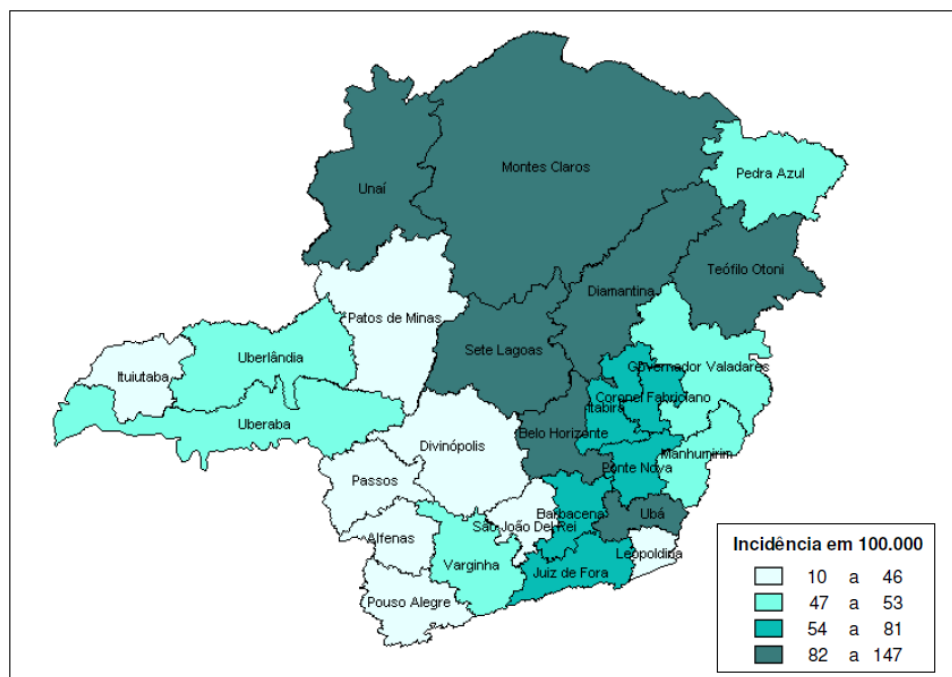 Montes Claros
Pedra Azul
Unaí
Teófilo Otoni
Diamantina
Patos de Minas
Sete Lagoas
Uberlândia
Governador Valadares
Ituiutaba
Coronel Fabriciano
Itabira
Uberaba
Belo Horizonte
Divinópolis
Manhumirim
Ponte Nova
Passos
Barbacena
Ubá
São João Del Rei
Alfenas
Leopoldina
Varginha
Juiz de Fora
Pouso Alegre
Incidência em 100.000
10 a 46
47 a 53
54 a 81
82 a 147